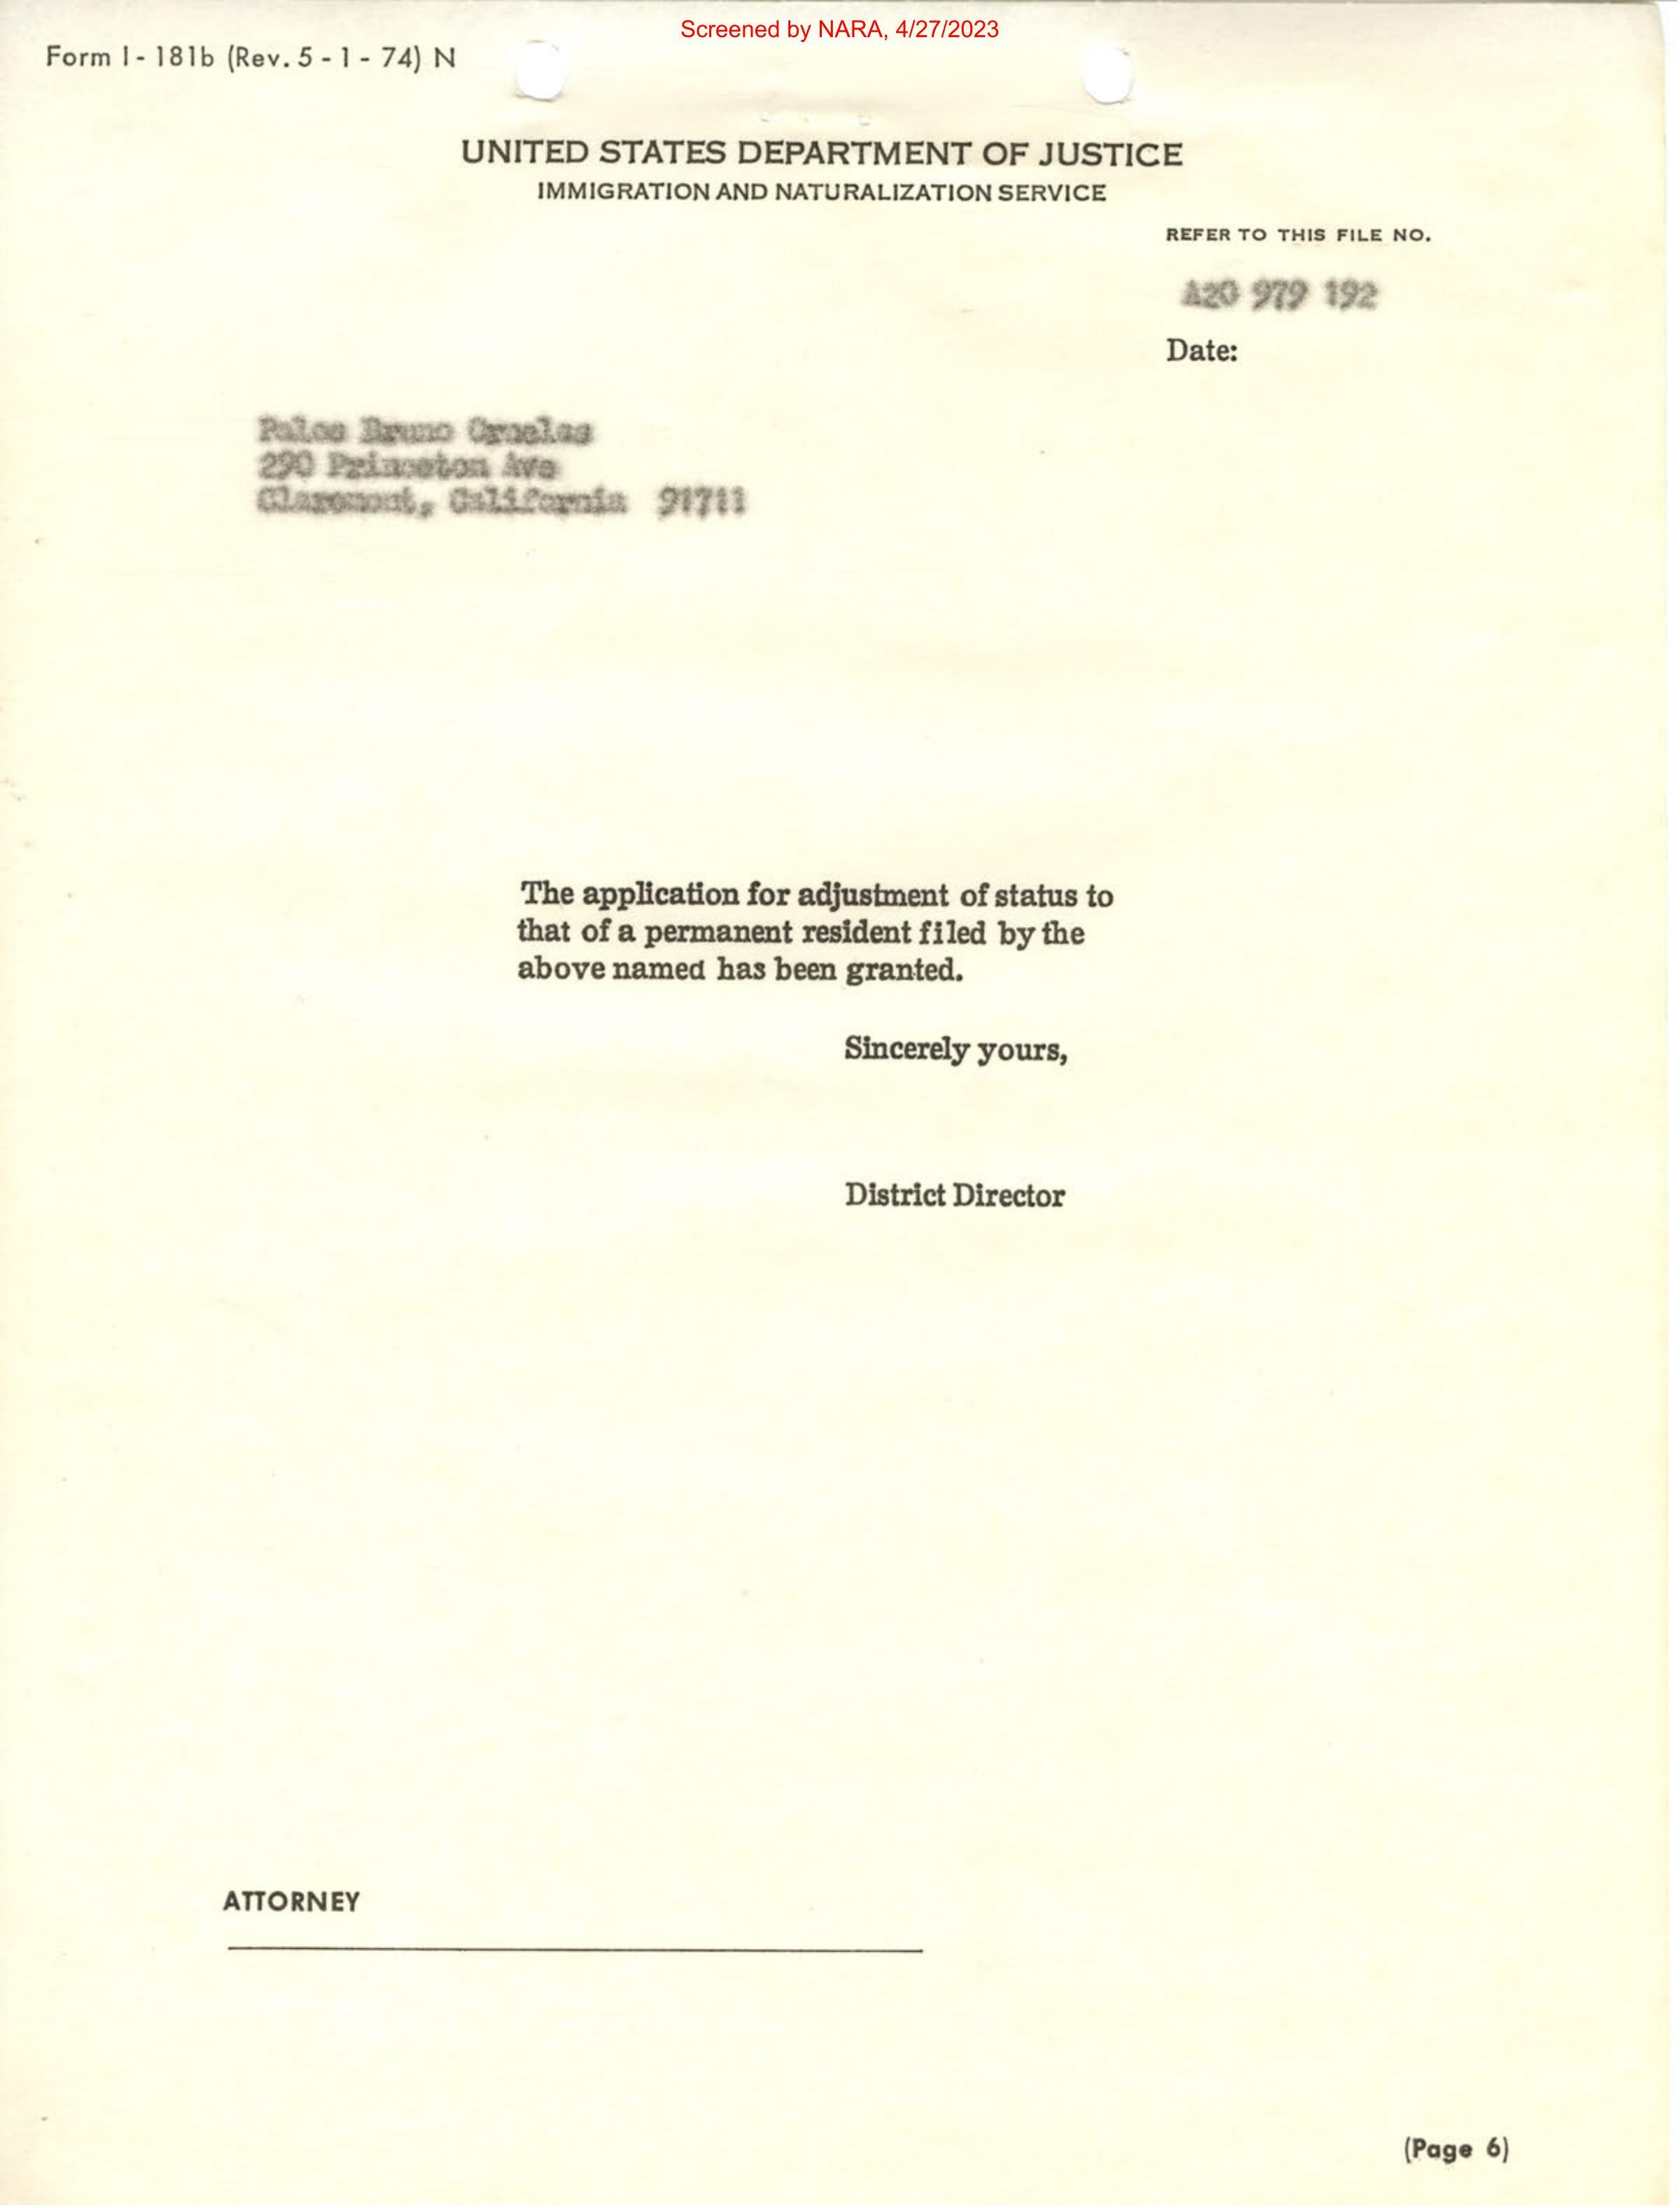 Screened by NARA, 4/27/2023
Form I-181b (Rev. 5-1-74) N
UNITED STATES DEPARTMENT OF JUSTICE
IMMIGRATION AND NATURALIZATION SERVICE
REFER TO THIS FILE NO.
A20 979 192
Date:
Bruno
290 Princeton Ave
Claremont, California 91711
The application for adjustment of status to
that of a permanent resident filed by the
above named has been granted.
Sincerely yours,
District Director
ATTORNEY
(Page 6)